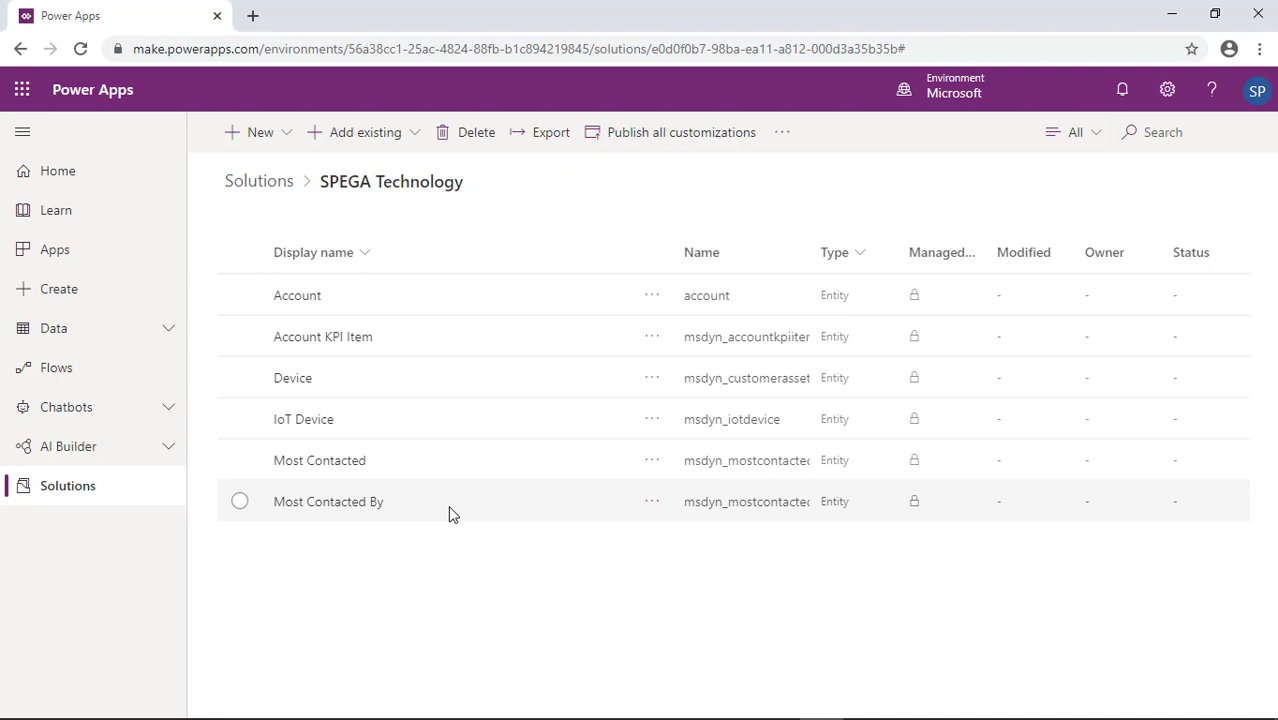 Power Apps
make.powerapps.com/environments/56a38cc1-25ac-4824-88fb-b1c894219845/solutions/e0d0f0b7-98ba-ea11-a812-000d3a35b35b#
Power Apps
Environment
Microsoft
?
SP
New
Add existing
Delete
Export
Publish all customizations
...
All
Search
Home
Learn
Apps
Create
Data
Flows
Chatbots
AI Builder
Solutions
Solutions > SPEGA Technology
Display name Name Type Managed... Modified Owner Status
Account ... account Entity - - -
Account KPI Item ... msdyn_accountkpiiter Entity - - -
Device ... msdyn_customerasset Entity - - -
IoT Device ... msdyn_iotdevice Entity - - -
Most Contacted ... msdyn_mostcontacted Entity - - -
Most Contacted By ... msdyn_mostcontacted Entity - - -